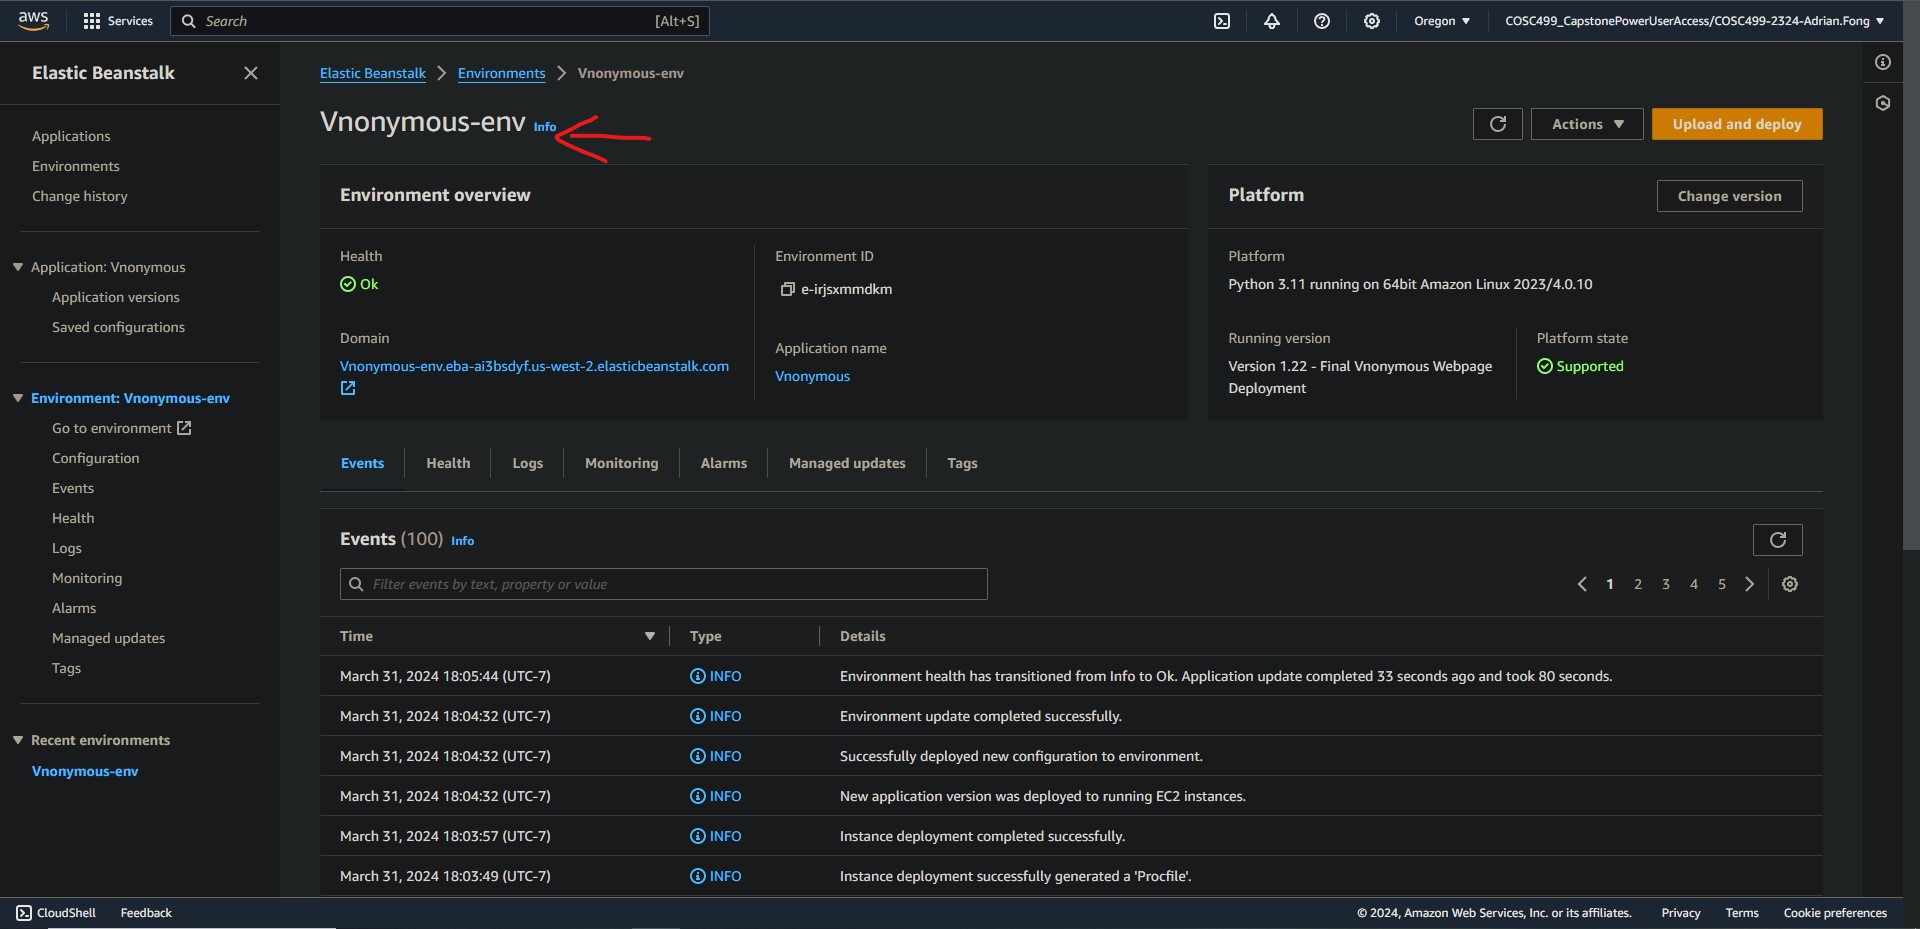 aws Services Search [Alt+S] Oregon COSC499_CapstonePowerUserAccess/COSC499-2324-Adrian.Fong
Elastic Beanstalk
Applications
Environments
Change history
Application: Vnonymous
Application versions
Saved configurations
Environment: Vnonymous-env
Go to environment
Configuration
Events
Health
Logs
Monitoring
Alarms
Managed updates
Tags
Recent environments
Vnonymous-env
Elastic Beanstalk Environments Vnonymous-env
Vnonymous-env Info
Actions Upload and deploy
Environment overview
Health
Ok
Environment ID
e-irjsxmmdkm
Domain
Vnonymous-env.eba-ai3bsdyf.us-west-2.elasticbeanstalk.com
Application name
Vnonymous
Platform Change version
Platform
Python 3.11 running on 64bit Amazon Linux 2023/4.0.10
Running version
Version 1.22 - Final Vnonymous Webpage
Deployment
Platform state
Supported
Events Health Logs Monitoring Alarms Managed updates Tags
Events (100) Info
Filter events by text, property or value 1 2 3 4 5
Time Type Details
March 31, 2024 18:05:44 (UTC-7) INFO Environment health has transitioned from Info to Ok. Application update completed 33 seconds ago and took 80 seconds.
March 31, 2024 18:04:32 (UTC-7) INFO Environment update completed successfully.
March 31, 2024 18:04:32 (UTC-7) INFO Successfully deployed new configuration to environment.
March 31, 2024 18:04:32 (UTC-7) INFO New application version was deployed to running EC2 instances.
March 31, 2024 18:03:57 (UTC-7) INFO Instance deployment completed successfully.
March 31, 2024 18:03:49 (UTC-7) INFO Instance deployment successfully generated a 'Procfile'.
CloudShell Feedback © 2024, Amazon Web Services, Inc. or its affiliates. Privacy Terms Cookie preferences